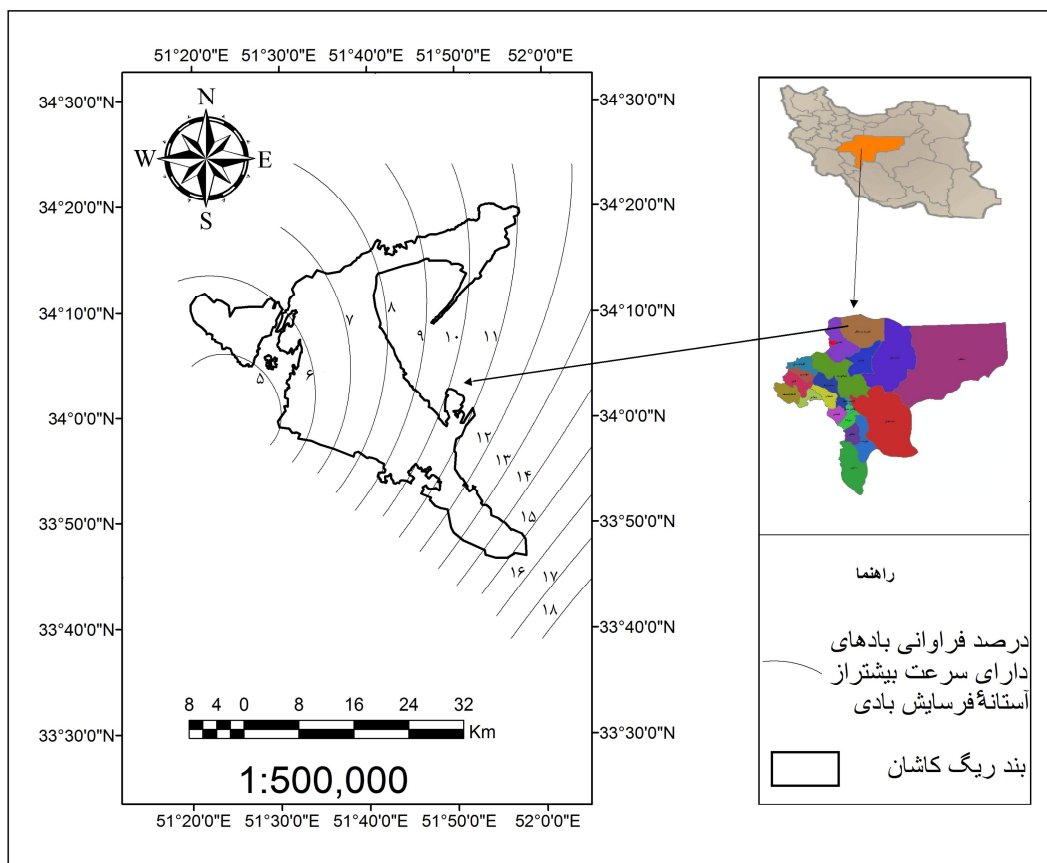 51°20'0"E 51°30'0"E 51°40'0"E 51°50'0"E 52°0'0"E
34°30'0"N 34°30'0"N
N
W E
S
34°20'0"N 34°20'0"N
34°10'0"N 34°10'0"N
۵ ۶ ۷ ۸ ۹ ۱۰ ۱۱
34°0'0"N 34°0'0"N
۱۲
۱۳
۱۴
۱۵
33°50'0"N 33°50'0"N
۱۶ ۱۷
۱۸
33°40'0"N 33°40'0"N
8 4 0 8 16 24 32
Km
33°30'0"N 33°30'0"N
1:500,000
51°20'0"E 51°30'0"E 51°40'0"E 51°50'0"E 52°0'0"E
راهنما
درصد فراوانی بادهای
دارای سرعت بیشتراز
آستانهٔ فرسایش بادی
بند ریگ کاشان